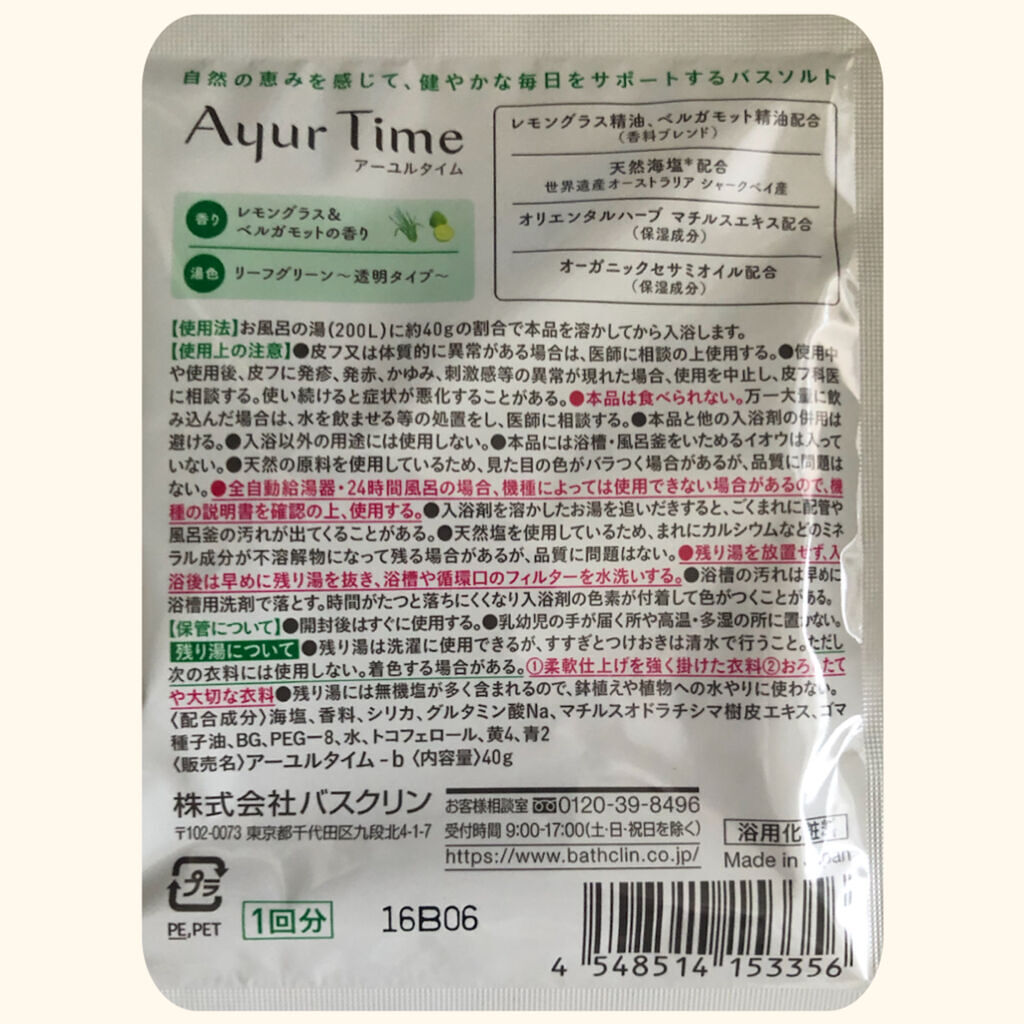 自然の恵みを感じて、健やかな毎日をサポートするバスソルト
Ayur Time
アーユルタイム
香り
レモングラス&
ベルガモットの香り
湯色
リーフグリーン～透明タイプ～
レモングラス精油、ベルガモット精油配合
(香料ブレンド)
天然海塩*配合
世界遺産オーストラリア シャークベイ産
オリエンタルハーブ マチルスエキス配合
(保湿成分)
オーガニックセサミオイル配合
(保湿成分)
【使用法】お風呂の湯(200L)に約40gの割合で本品を溶かしてから入浴します。
【使用上の注意】●皮フ又は体質的に異常がある場合は、医師に相談の上使用する。●使用中
や使用後、皮フに発疹、発赤、かゆみ、刺激感等の異常が現れた場合、使用を中止し、皮フ科医
に相談する。使い続けると症状が悪化することがある。●本品は食べられない。万一大量に飲
み込んだ場合は、水を飲ませる等の処置をし、医師に相談する。●本品と他の入浴剤の併用は
避ける。●入浴以外の用途には使用しない。●本品には浴槽・風呂釜をいためるイオウは入って
いない。●天然の原料を使用しているため、見た目の色がバラつく場合があるが、品質に問題は
ない。●全自動給湯器・24時間風呂の場合、機種によっては使用できない場合があるので、機
種の説明書を確認の上、使用する。●入浴剤を溶かしたお湯を追いだきすると、ごくまれに配管や
風呂釜の汚れが出てくることがある。●天然塩を使用しているため、まれにカルシウムなどのミネ
ラル成分が不溶解物になって残る場合があるが、品質に問題はない。●残り湯を放置せず、入
浴後は早めに残り湯を抜き、浴槽や循環口のフィルターを水洗いする。●浴槽の汚れは早めに
浴槽用洗剤で落とす。時間がたつと落ちにくくなり入浴剤の色素が付着して色がつくことがある。
【保管について】●開封後はすぐに使用する。●乳幼児の手が届く所や高温・多湿の所に置かない。
残り湯について●残り湯は洗濯に使用できるが、すすぎとつけおきは清水で行うこと。ただし
次の衣料には使用しない。着色する場合がある。①柔軟仕上げを強く掛けた衣料②おろしたて
や大切な衣料●残り湯には無機塩が多く含まれるので、鉢植えや植物への水やりに使わない。
〈配合成分〉海塩、香料、シリカ、グルタミン酸Na、マチルスオドラチシマ樹皮エキス、ゴマ
種子油、BG、PEG-8、水、トコフェロール、黄4、青2
〈販売名〉アーユルタイム-b 〈内容量〉40g
株式会社バスクリン
〒102-0073 東京都千代田区九段北4-1-7
お客様相談室 0120-39-8496
受付時間 9:00-17:00(土・日・祝日を除く)
https://www.bathclin.co.jp/
浴用化粧料
Made in Japan
プラ
PE,PET
1回分
16B06
4 548514 153356